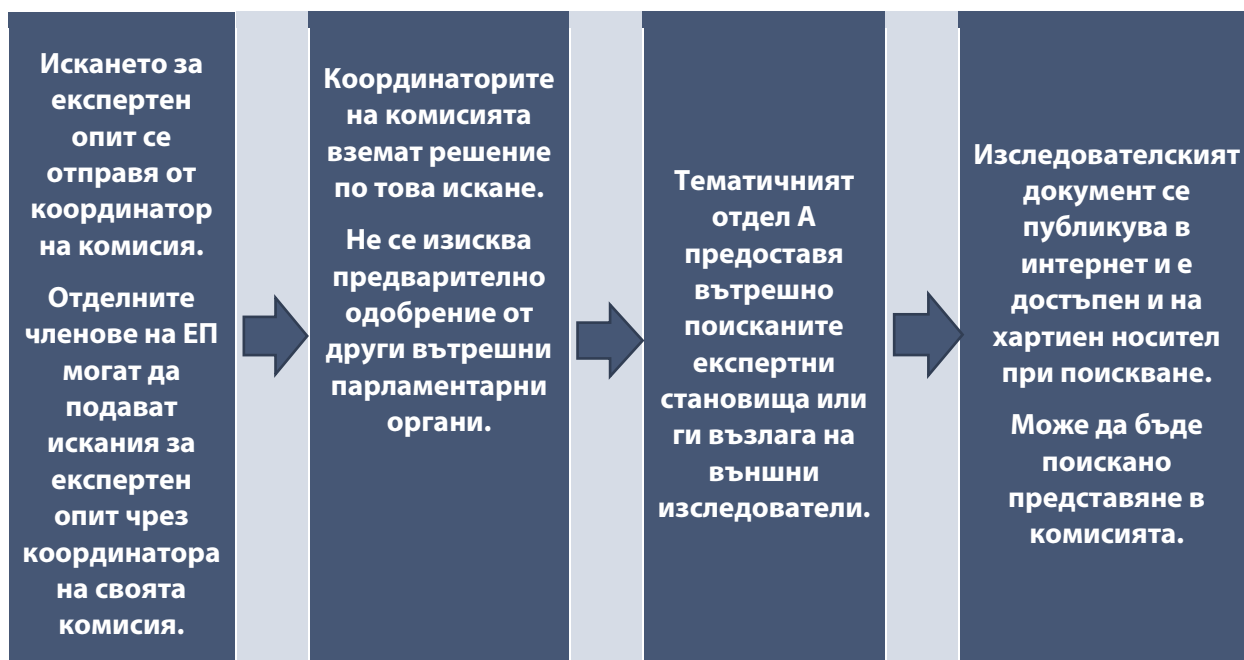 Искането за
експертен
опит се
отправя от
координатор
на комисия.
Отделните
членове на ЕП
могат да
подават
искания за
експертен
опит чрез
координатора
на своята
комисия.
Координаторите
на комисията
вземат решение
по това искане.
Не се изисква
предварително
одобрение от
други вътрешни
парламентарни
органи.
Тематичният
отдел А
предоставя
вътрешно
поисканите
експертни
становища или
ги възлага на
външни
изследователи.
Изследователският
документ се
публикува в
интернет и е
достъпен и на
хартиен носител
при поискване.
Може да бъде
поискано
представяне в
комисията.